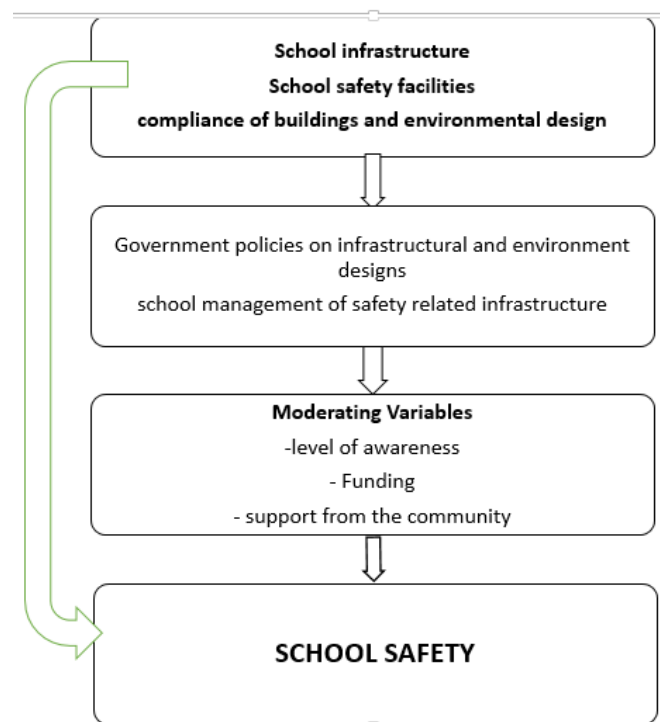 School infrastructure
School safety facilities
compliance of buildings and environmental design
Government policies on infrastructural and environment
designs
school management of safety related infrastructure
Moderating Variables
-level of awareness
- Funding
- support from the community
SCHOOL SAFETY